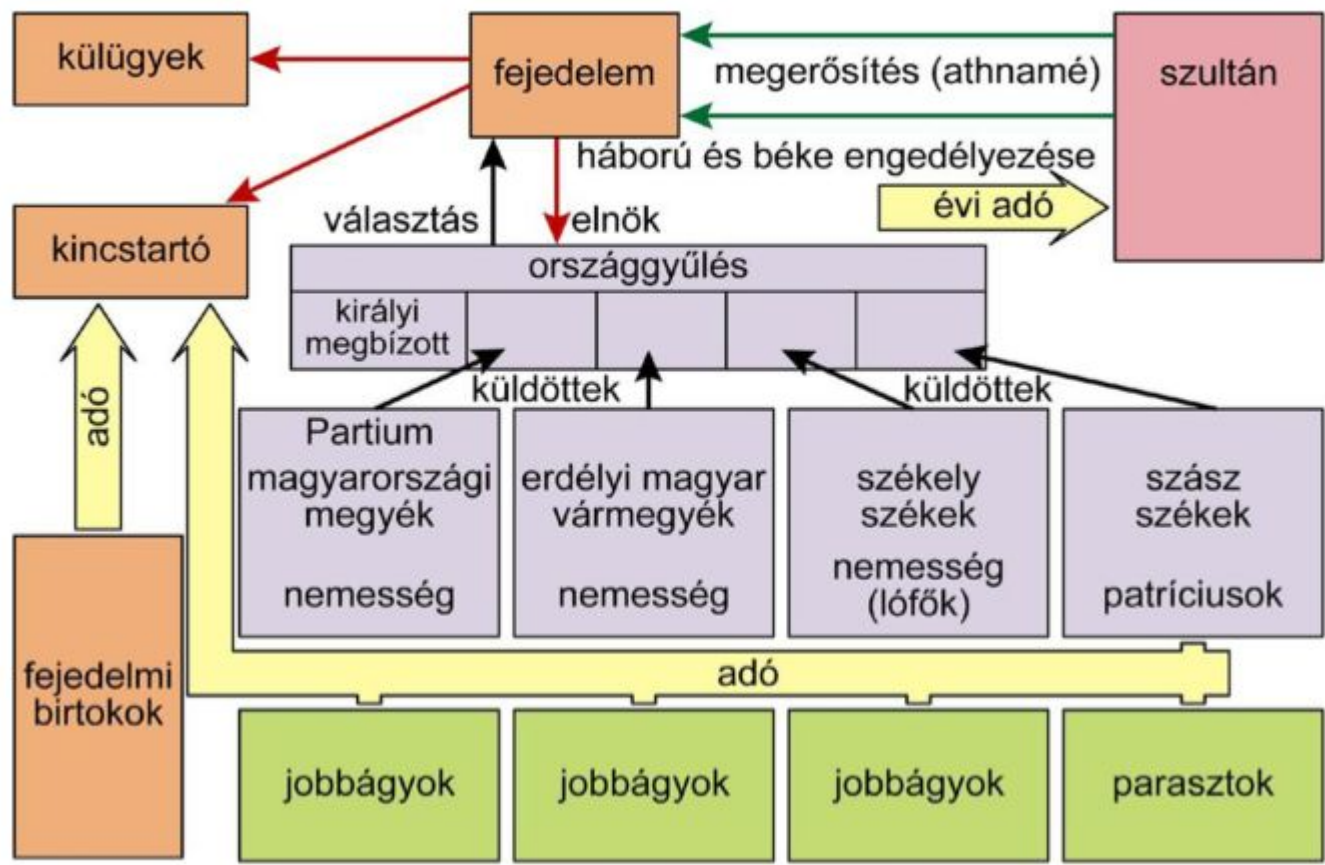 külügyek
fejedelem
megerősítés (athnamé)
szultán
háború és béke engedélyezése
évi adó
kincstartó
választás
elnök
országgyűlés
királyi
megbízott
küldöttek
küldöttek
adó
Partium
magyarországi
megyék
nemesség
erdélyi magyar
vármegyék
nemesség
székely
székek
nemesség
(lófők)
szász
székek
patríciusok
fejedelmi
birtokok
adó
jobbágyok
jobbágyok
jobbágyok
parasztok